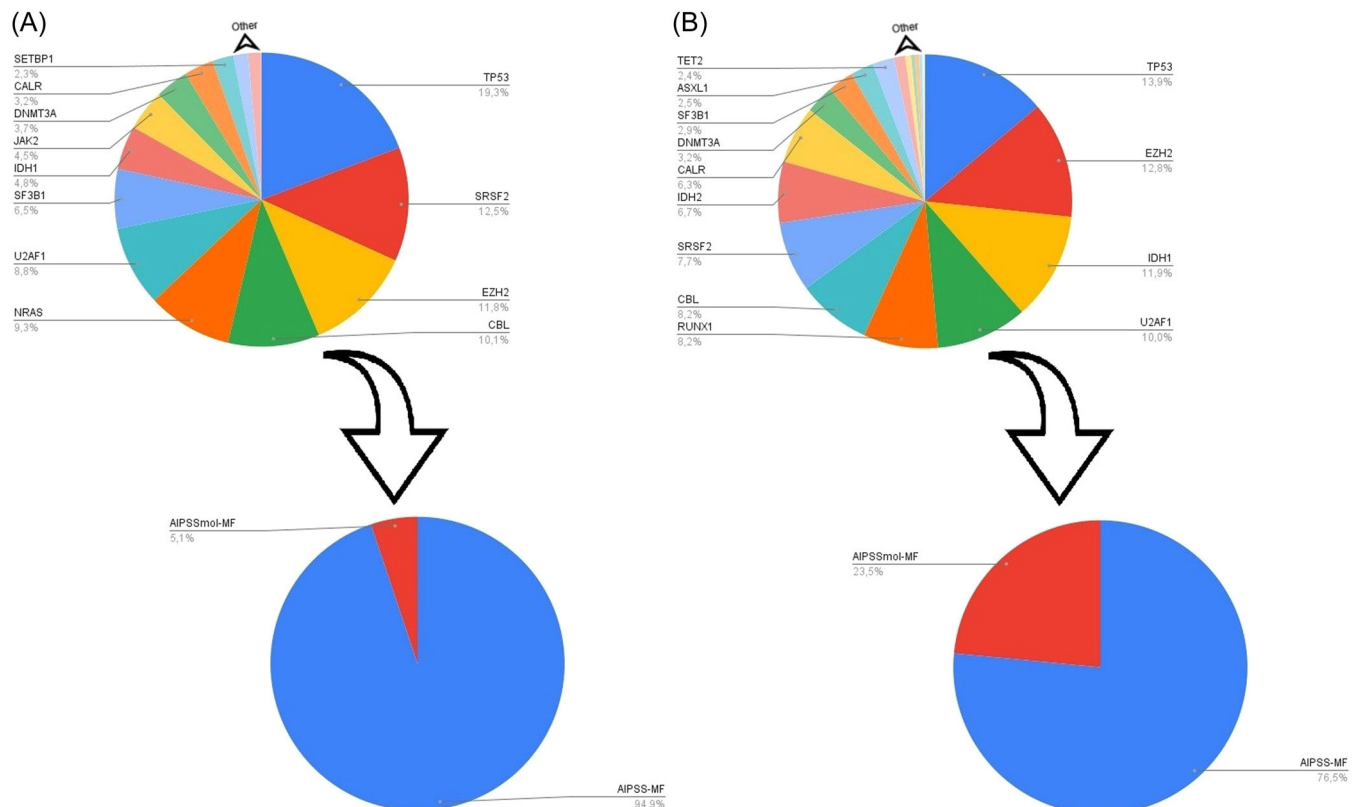 (A)
Other
SETBP1
2,3%
CALR
3,2%
DNMT3A
3,7%
JAK2
4,5%
IDH1
4,8%
SF3B1
6,5%
U2AF1
8,8%
NRAS
9,3%
TP53
19,3%
SRSF2
12,5%
EZH2
11,8%
CBL
10,1%
AIPSSmol-MF
5,1%
AIPSS-MF
94,9%
(B)
Other
TET2
2,4%
ASXL1
2,5%
SF3B1
2,9%
DNMT3A
3,2%
CALR
6,3%
IDH2
6,7%
SRSF2
7,7%
CBL
8,2%
RUNX1
8,2%
TP53
13,9%
EZH2
12,8%
IDH1
11,9%
U2AF1
10,0%
AIPSSmol-MF
23,5%
AIPSS-MF
76,5%